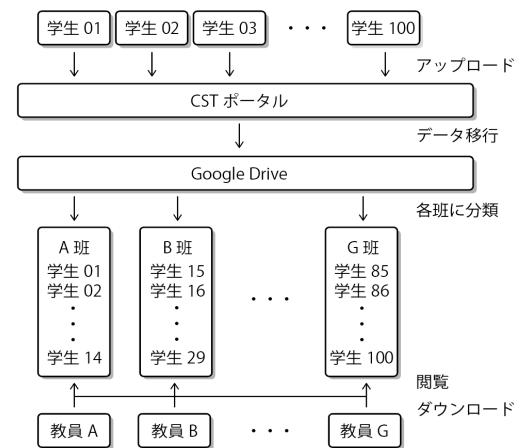 学生 01 学生 02 学生 03 ・・・ 学生 100
アップロード
CST ポータル
データ移行
Google Drive
各班に分類
A 班
学生 01
学生 02
・
・
・
学生 14
B 班
学生 15
学生 16
・
・
・
学生 29
・・・
G 班
学生 85
学生 86
・
・
・
学生 100
閲覧
ダウンロード
教員 A 教員 B ・・・ 教員 G